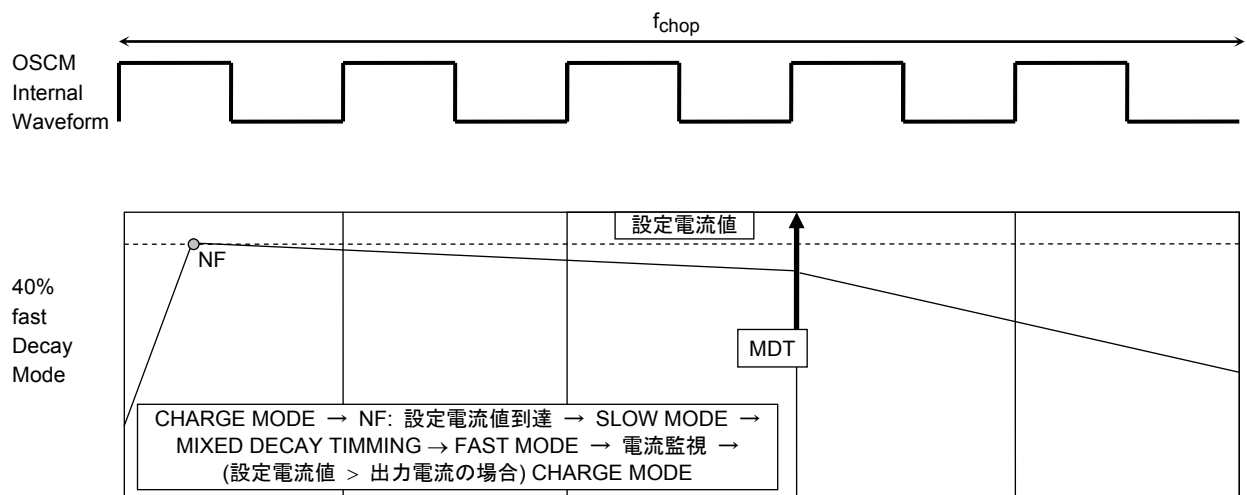 fchop
OSCM
Internal
Waveform
設定電流値
NF
40%
fast
Decay
Mode
MDT
CHARGE MODE → NF: 設定電流値到達 → SLOW MODE →
MIXED DECAY TIMMING → FAST MODE → 電流監視 →
(設定電流値 > 出力電流の場合) CHARGE MODE